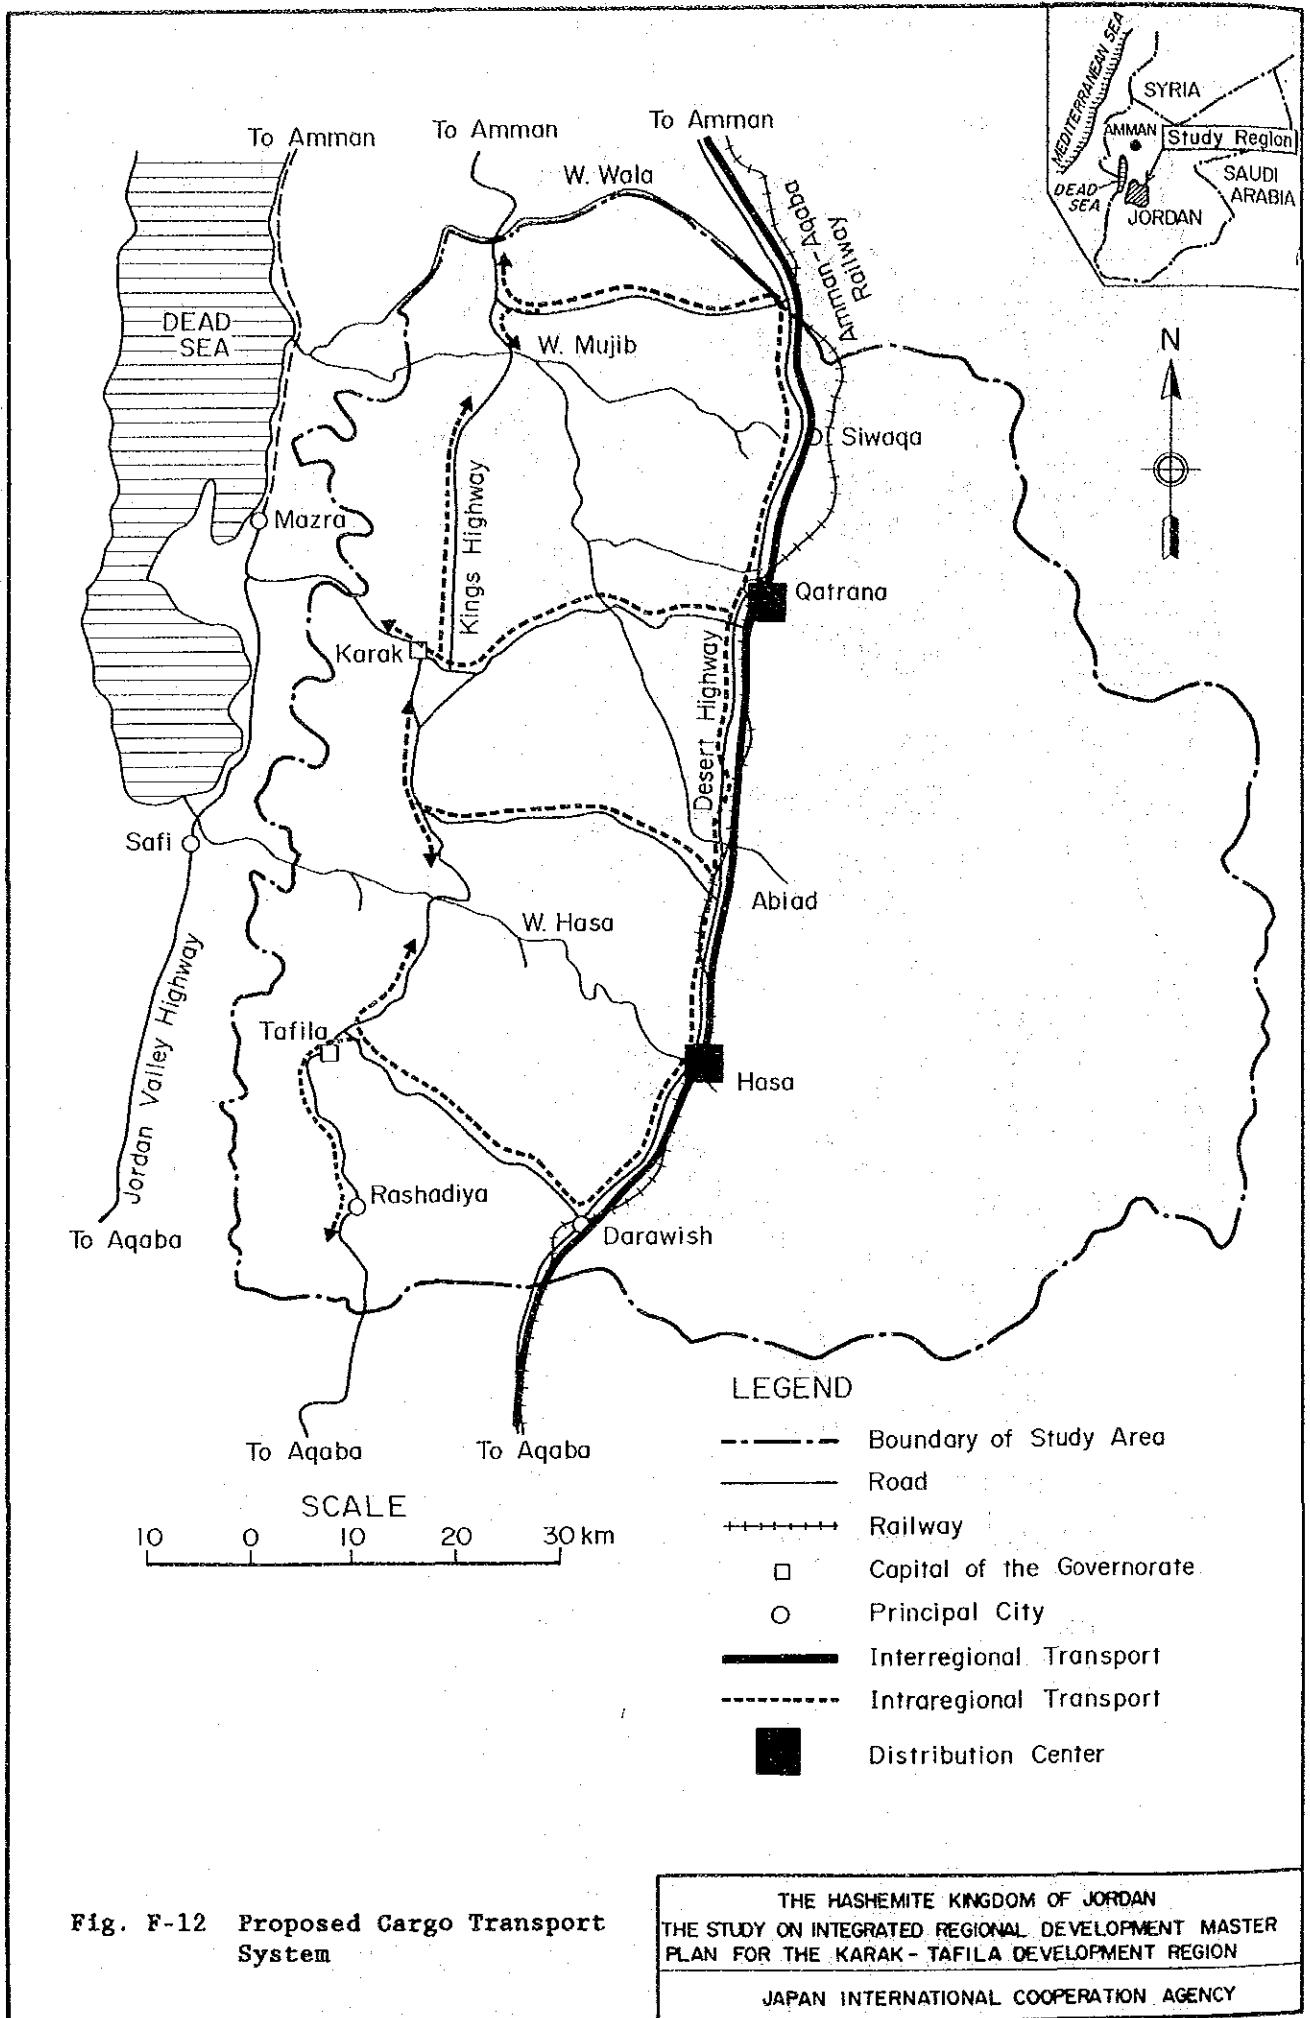 MEDITERRANEAN SEA
SYRIA
AMMAN
Study Region
DEAD
SEA
SAUDI
ARABIA
JORDAN
To Amman
To Amman
To Amman
W. Wala
Amman-Aqaba
Railway
DEAD
SEA
W. Mujib
N
Siwaqa
Mazra
Kings Highway
Qatrana
Karak
Desert Highway
Safi
Abiad
W. Hasa
Jordan Valley Highway
Tafila
Hasa
Rashadiya
To Aqaba
Darawish
To Aqaba
To Aqaba
LEGEND
Boundary of Study Area
Road
Railway
Capital of the Governorate
Principal City
Interregional Transport
Intraregional Transport
Distribution Center
SCALE
10 0 10 20 30 km
Fig. F-12 Proposed Cargo Transport
System
THE HASHEMITE KINGDOM OF JORDAN
THE STUDY ON INTEGRATED REGIONAL DEVELOPMENT MASTER
PLAN FOR THE KARAK-TAFILA DEVELOPMENT REGION
JAPAN INTERNATIONAL COOPERATION AGENCY